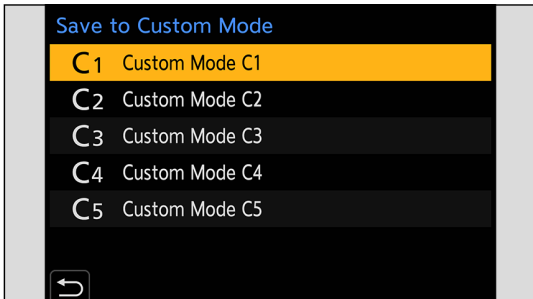 Save to Custom Mode
C1 Custom Mode C1
C2 Custom Mode C2
C3 Custom Mode C3
C4 Custom Mode C4
C5 Custom Mode C5